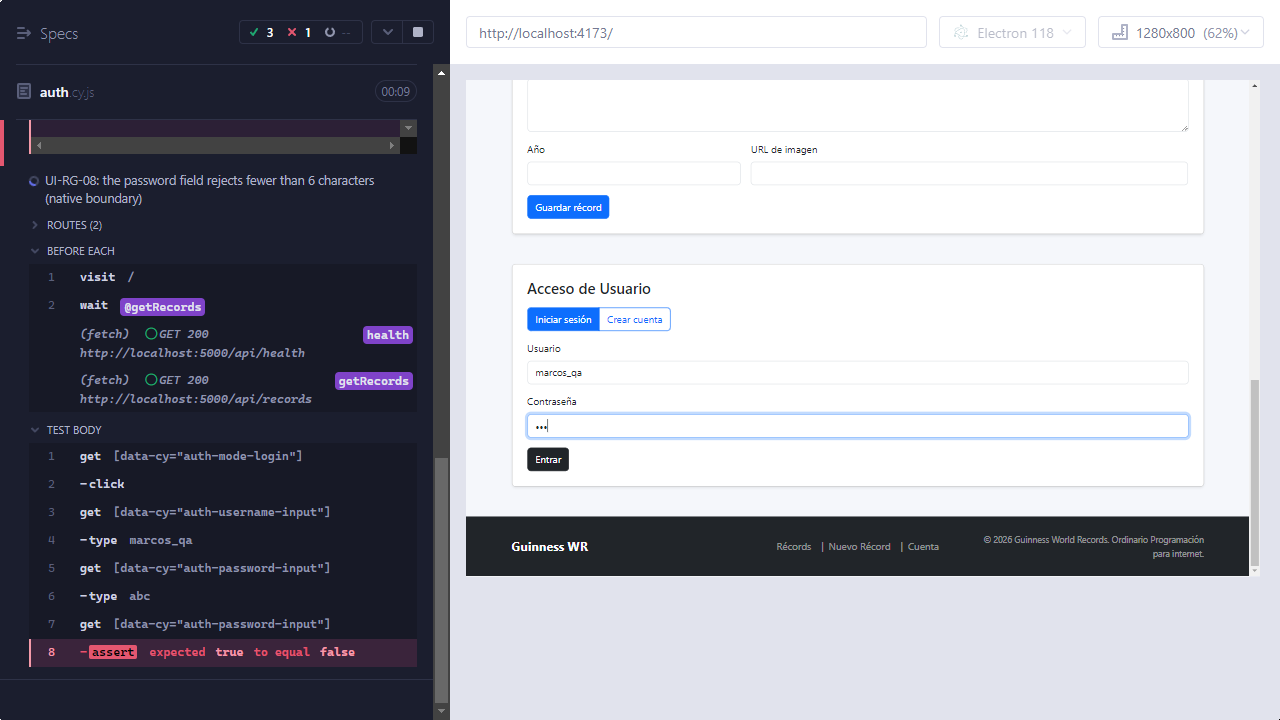 Specs
3
1
--
auth.cy.js
00:09
UI-RG-08: the password field rejects fewer than 6 characters
(native boundary)
ROUTES (2)
BEFORE EACH
1 visit /
2 wait @getRecords
(fetch) GET 200 health
http://localhost:5000/api/health
(fetch) GET 200 getRecords
http://localhost:5000/api/records
TEST BODY
1 get [data-cy="auth-mode-login"]
2 -click
3 get [data-cy="auth-username-input"]
4 -type marcos_qa
5 get [data-cy="auth-password-input"]
6 -type abc
7 get [data-cy="auth-password-input"]
8 -assert expected true to equal false
http://localhost:4173/
Electron 118
1280x800 (62%)
Año
URL de imagen
Guardar récord
Acceso de Usuario
Iniciar sesión
Crear cuenta
Usuario
marcos_qa
Contraseña
•••
Entrar
Guinness WR
Récords | Nuevo Récord | Cuenta
© 2026 Guinness World Records. Ordinario Programación
para internet.